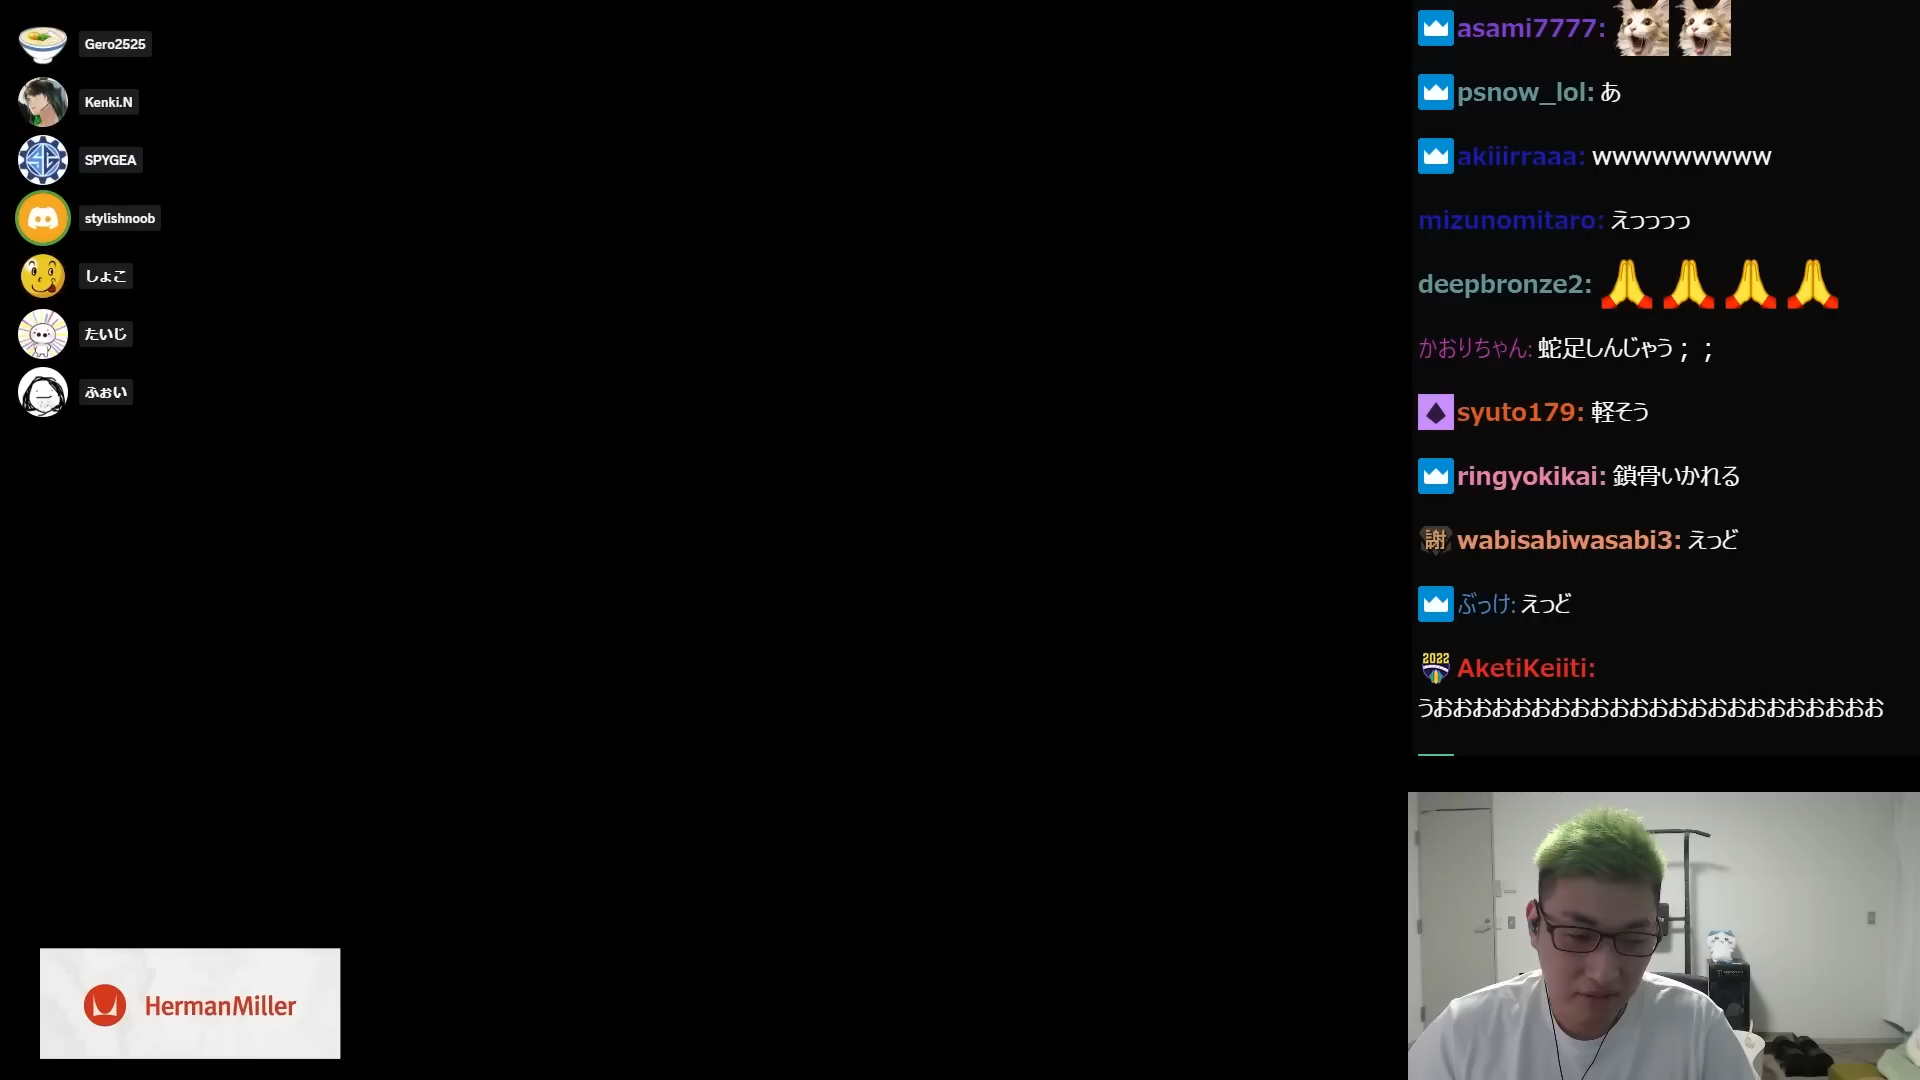 Gero2525
Kenki.N
SPYGEA
stylishnoob
しょこ
たいじ
ふぉい
HermanMiller
asami7777:
psnow_lol: あ
akiiirraaa: wwwwwwwww
mizunomitaro: えっっっっ
deepbronze2:
かおりちゃん: 蛇足しんじゃう；；
syuto179: 軽そう
ringyokikai: 鎖骨いかれる
謝 wabisabiwasabi3: えっど
ぶっけ: えっど
2022 AketiKeiiti:
うおおおおおおおおおおおおおおおおおおおおおおお